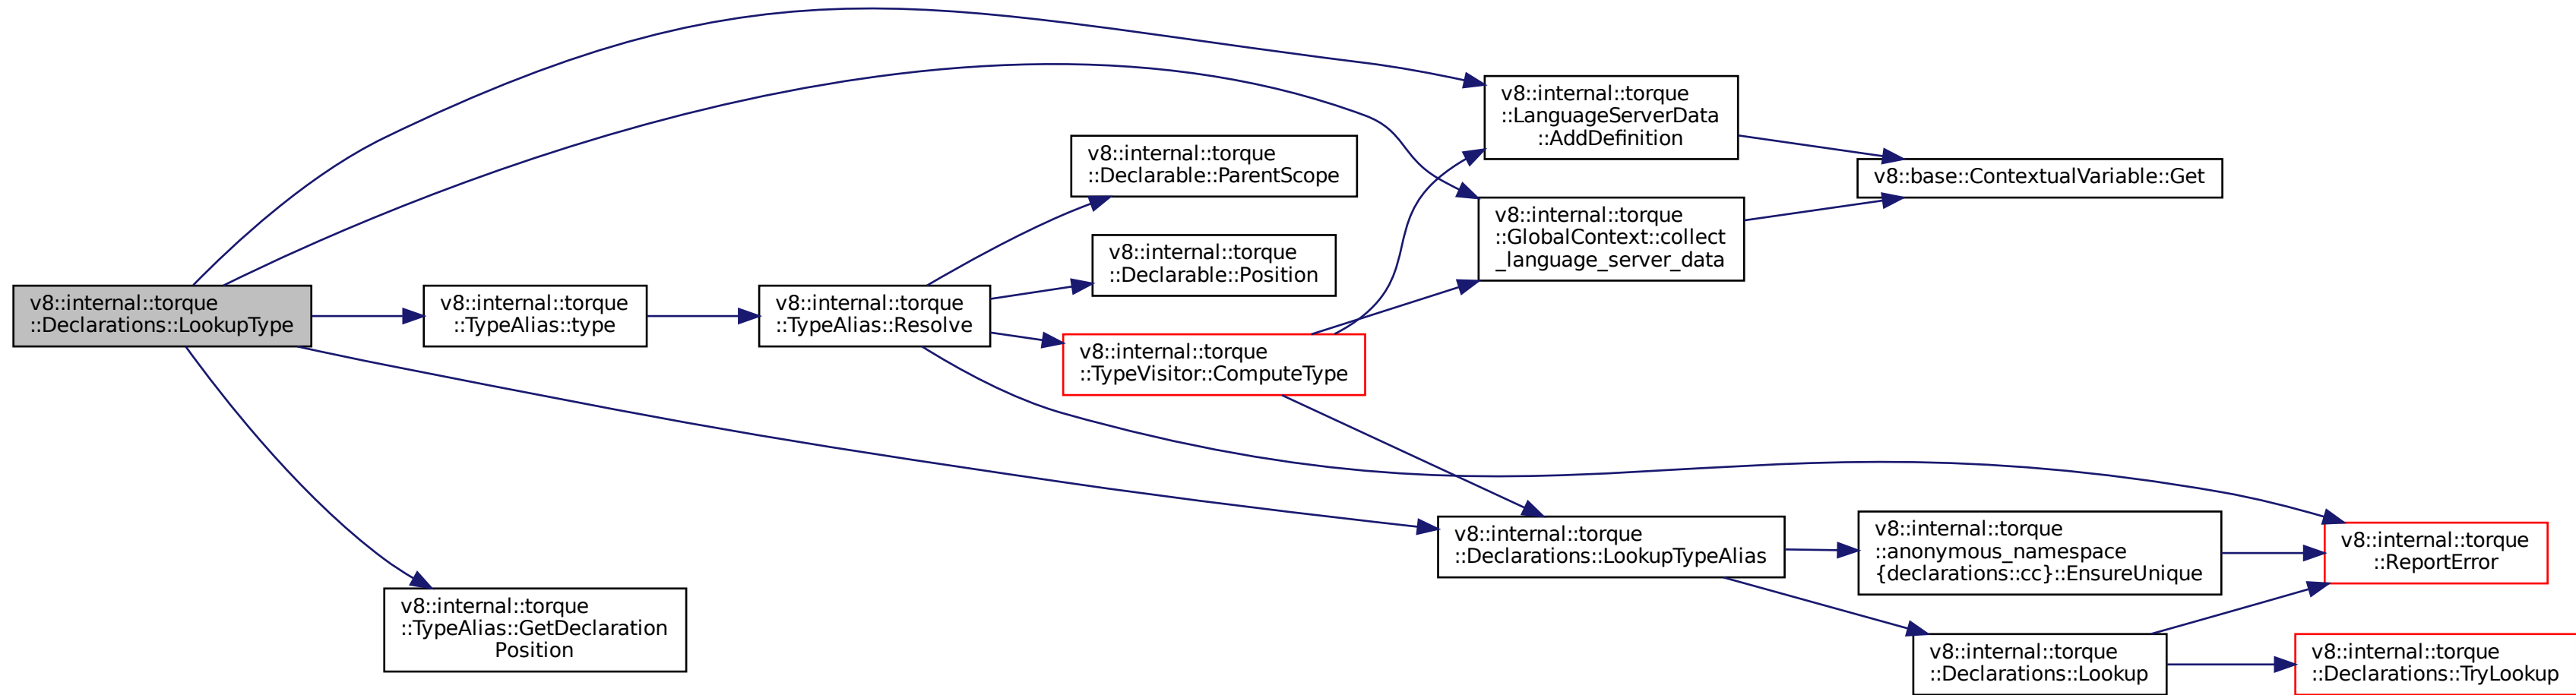 v8::internal::torque
::LanguageServerData
::AddDefinition
v8::internal::torque
::Declarable::ParentScope
v8::base::ContextualVariable::Get
v8::internal::torque
::GlobalContext::collect
_language_server_data
v8::internal::torque
::Declarable::Position
v8::internal::torque
::Declarations::LookupType
v8::internal::torque
::TypeAlias::type
v8::internal::torque
::TypeAlias::Resolve
v8::internal::torque
::TypeVisitor::ComputeType
v8::internal::torque
::Declarations::LookupTypeAlias
v8::internal::torque
::anonymous_namespace
{declarations::cc}::EnsureUnique
v8::internal::torque
::ReportError
v8::internal::torque
::TypeAlias::GetDeclaration
Position
v8::internal::torque
::Declarations::Lookup
v8::internal::torque
::Declarations::TryLookup